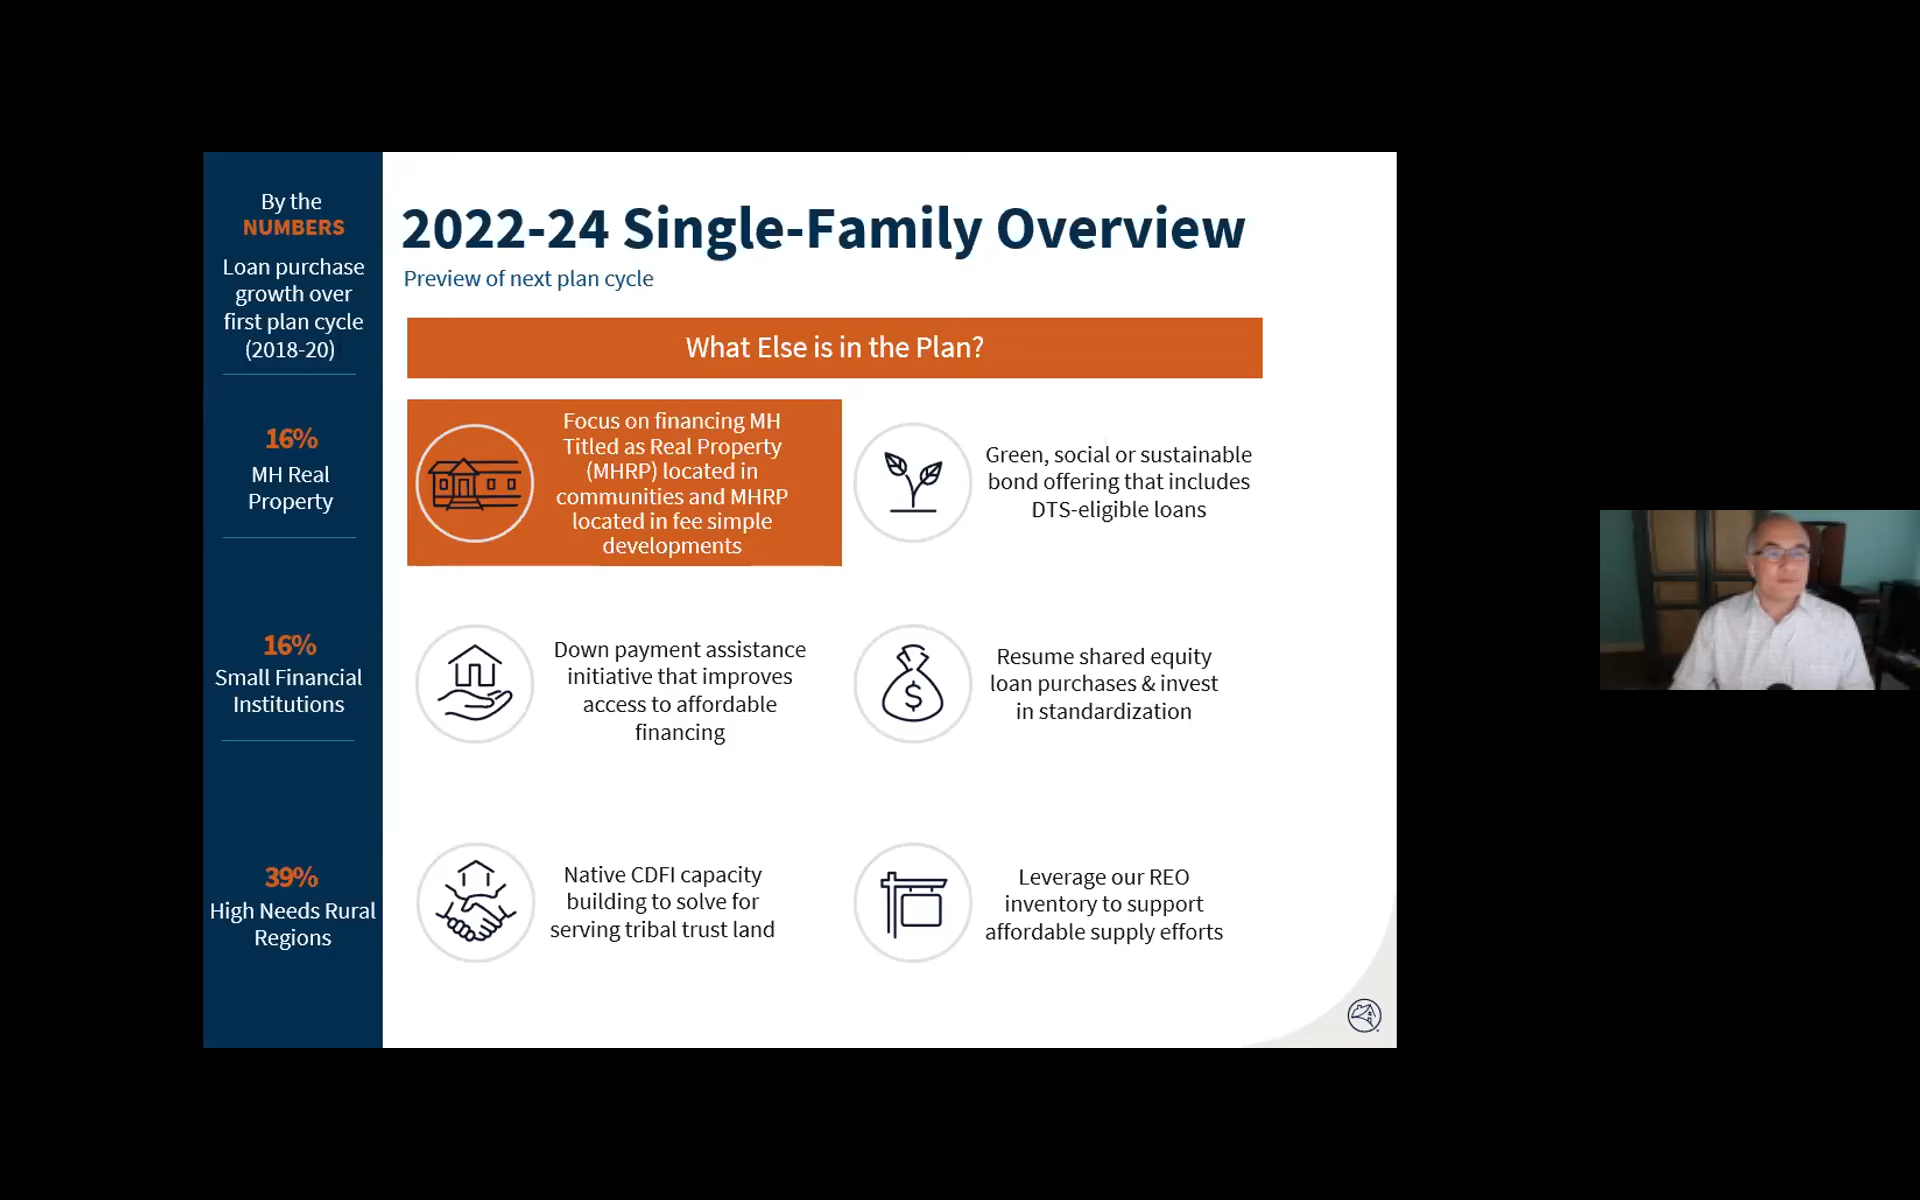 By the
NUMBERS
Loan purchase
growth over
first plan cycle
(2018-20)
16%
MH Real
Property
16%
Small Financial
Institutions
39%
High Needs Rural
Regions
2022-24 Single-Family Overview
Preview of next plan cycle
What Else is in the Plan?
Focus on financing MH
Titled as Real Property
(MHRP) located in
communities and MHRP
located in fee simple
developments
Green, social or sustainable
bond offering that includes
DTS-eligible loans
Down payment assistance
initiative that improves
access to affordable
financing
Resume shared equity
loan purchases & invest
in standardization
Native CDFI capacity
building to solve for
serving tribal trust land
Leverage our REO
inventory to support
affordable supply efforts